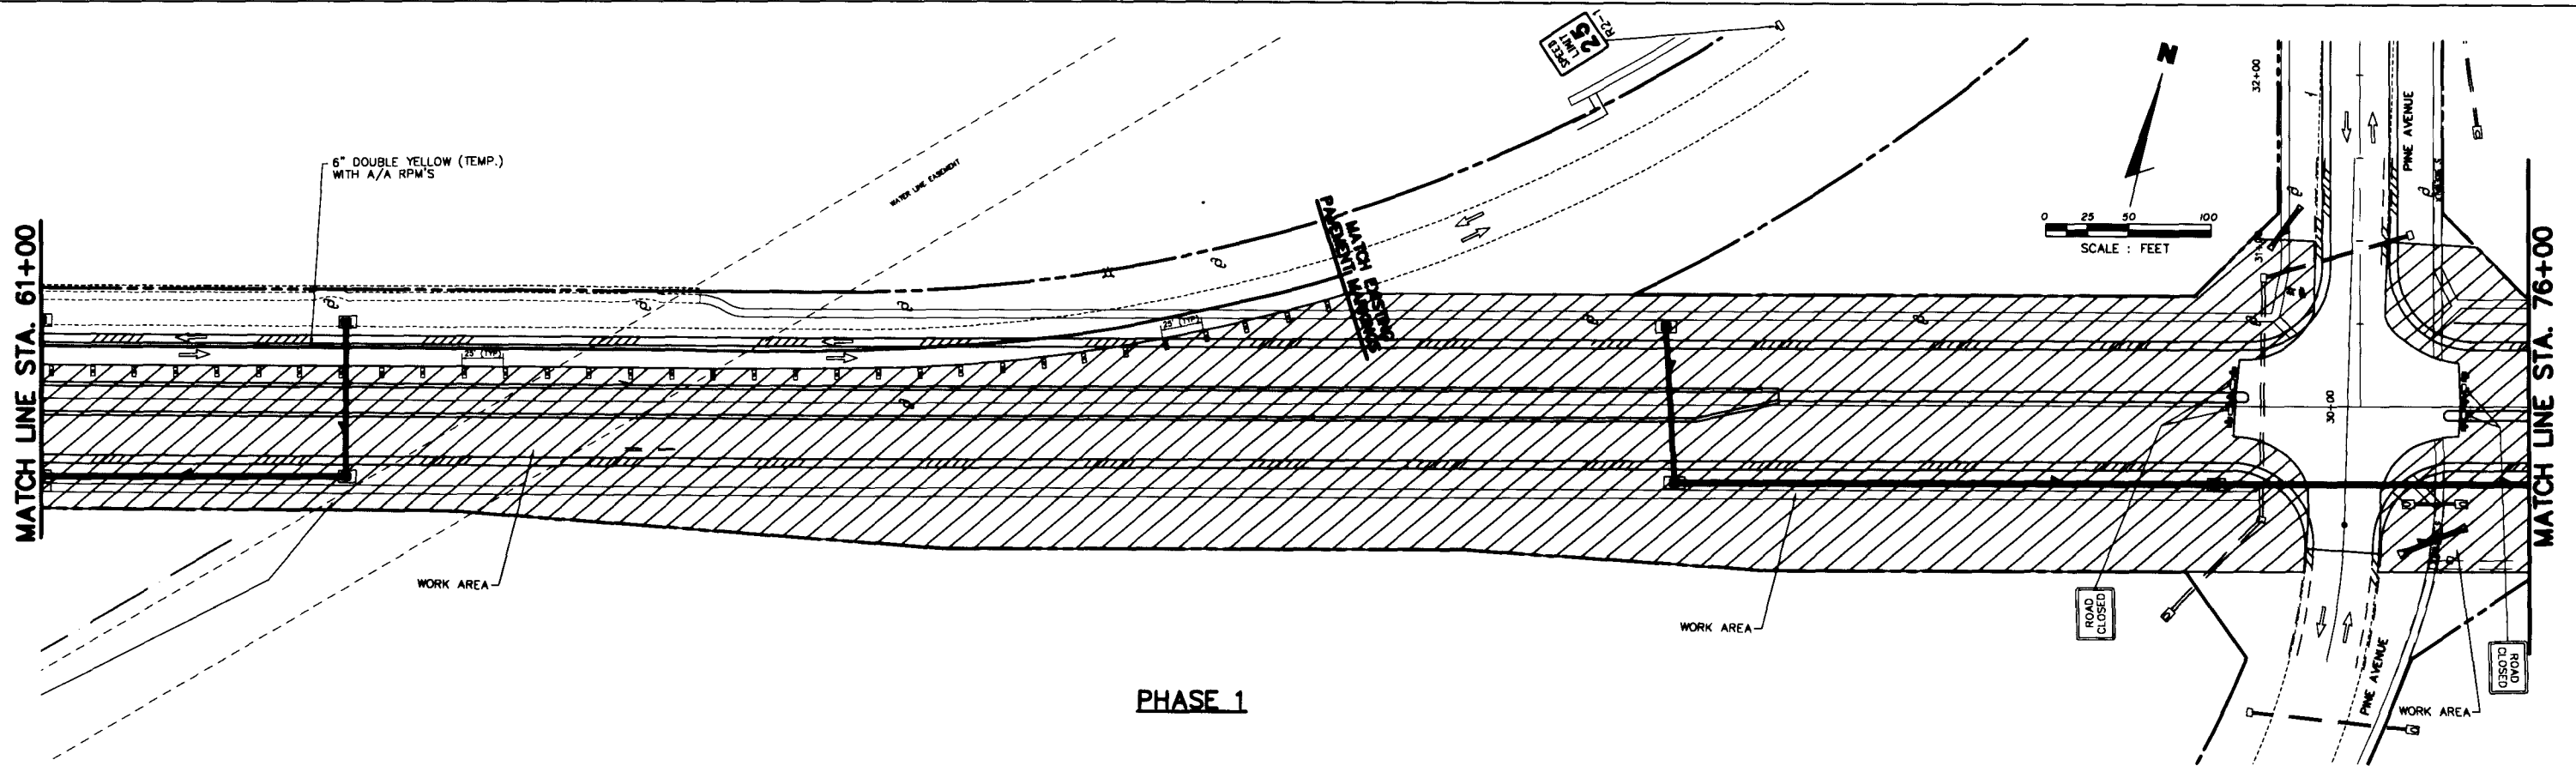 SPEED
LIMIT
25
R2-1
N
32+00
PINE AVENUE
6" DOUBLE YELLOW (TEMP.)
WITH A/A RPM'S
WATER LINE EASEMENT
MATCH EXISTING
PAVEMENT MARKINGS
0 25 50 100
SCALE : FEET
MATCH LINE STA. 61+00
MATCH LINE STA. 76+00
25' (TYP)
25' (TYP)
30+00
WORK AREA
WORK AREA
ROAD
CLOSED
PINE AVENUE
ROAD
CLOSED
WORK AREA
PHASE 1